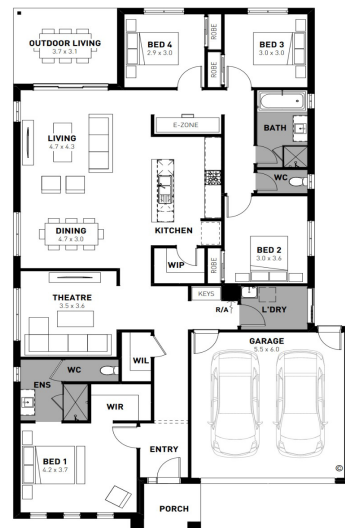 OUTDOOR LIVING
3.7 x 3.1
BED 4
2.9 x 3.0
ROBE
ROBE
BED 3
3.0 x 3.0
E-ZONE
BATH
LIVING
4.7 x 4.3
WC
KITCHEN
DINING
4.7 x 3.0
BED 2
3.0 x 3.6
WIP
ROBE
THEATRE
3.5 x 3.6
KEYS
R/A
L'DRY
WIL
GARAGE
5.5 x 6.0
WC
ENS
WIR
BED 1
4.2 x 3.7
ENTRY
©
PORCH